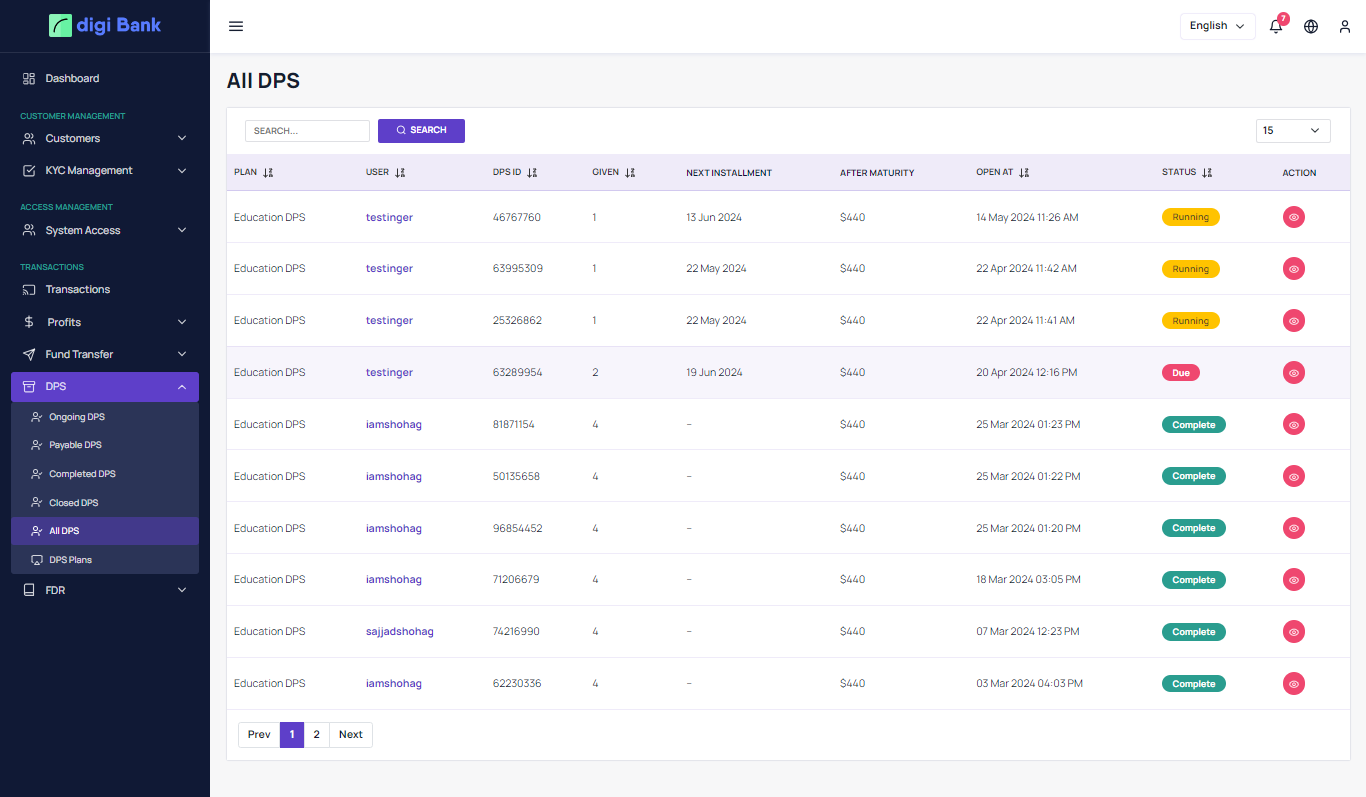 digi Bank
English
7
Dashboard
CUSTOMER MANAGEMENT
Customers
KYC Management
ACCESS MANAGEMENT
System Access
TRANSACTIONS
Transactions
Profits
Fund Transfer
DPS
Ongoing DPS
Payable DPS
Completed DPS
Closed DPS
All DPS
DPS Plans
FDR
All DPS
SEARCH... SEARCH 15
PLAN USER DPS ID GIVEN NEXT INSTALLMENT AFTER MATURITY OPEN AT STATUS ACTION
Education DPS testinger 46767760 1 13 Jun 2024 $440 14 May 2024 11:26 AM Running
Education DPS testinger 63995309 1 22 May 2024 $440 22 Apr 2024 11:42 AM Running
Education DPS testinger 25326862 1 22 May 2024 $440 22 Apr 2024 11:41 AM Running
Education DPS testinger 63289954 2 19 Jun 2024 $440 20 Apr 2024 12:16 PM Due
Education DPS iamshohag 81871154 4 -- $440 25 Mar 2024 01:23 PM Complete
Education DPS iamshohag 50135658 4 -- $440 25 Mar 2024 01:22 PM Complete
Education DPS iamshohag 96854452 4 -- $440 25 Mar 2024 01:20 PM Complete
Education DPS iamshohag 71206679 4 -- $440 18 Mar 2024 03:05 PM Complete
Education DPS sajjadshohag 74216990 4 -- $440 07 Mar 2024 12:23 PM Complete
Education DPS iamshohag 62230336 4 -- $440 03 Mar 2024 04:03 PM Complete
Prev 1 2 Next